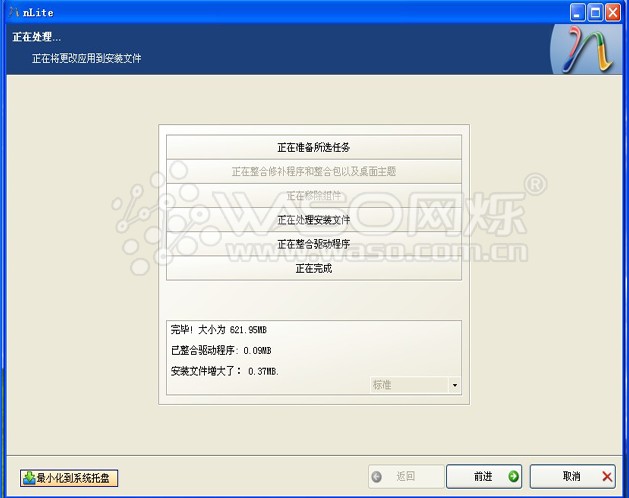 nLite
正在处理...
正在将更改应用到安装文件
正在准备所选任务
正在整合修补程序和整合包以及桌面主题
正在移除组件
WASO网烁®
正在处理安装文件
正在整合驱动程序
www.waso.com.cn
正在完成
完毕! 大小为 621.95MB
已整合驱动程序: 0.09MB
安装文件增大了: 0.37MB.
标准
最小化到系统托盘
返回
前进
取消